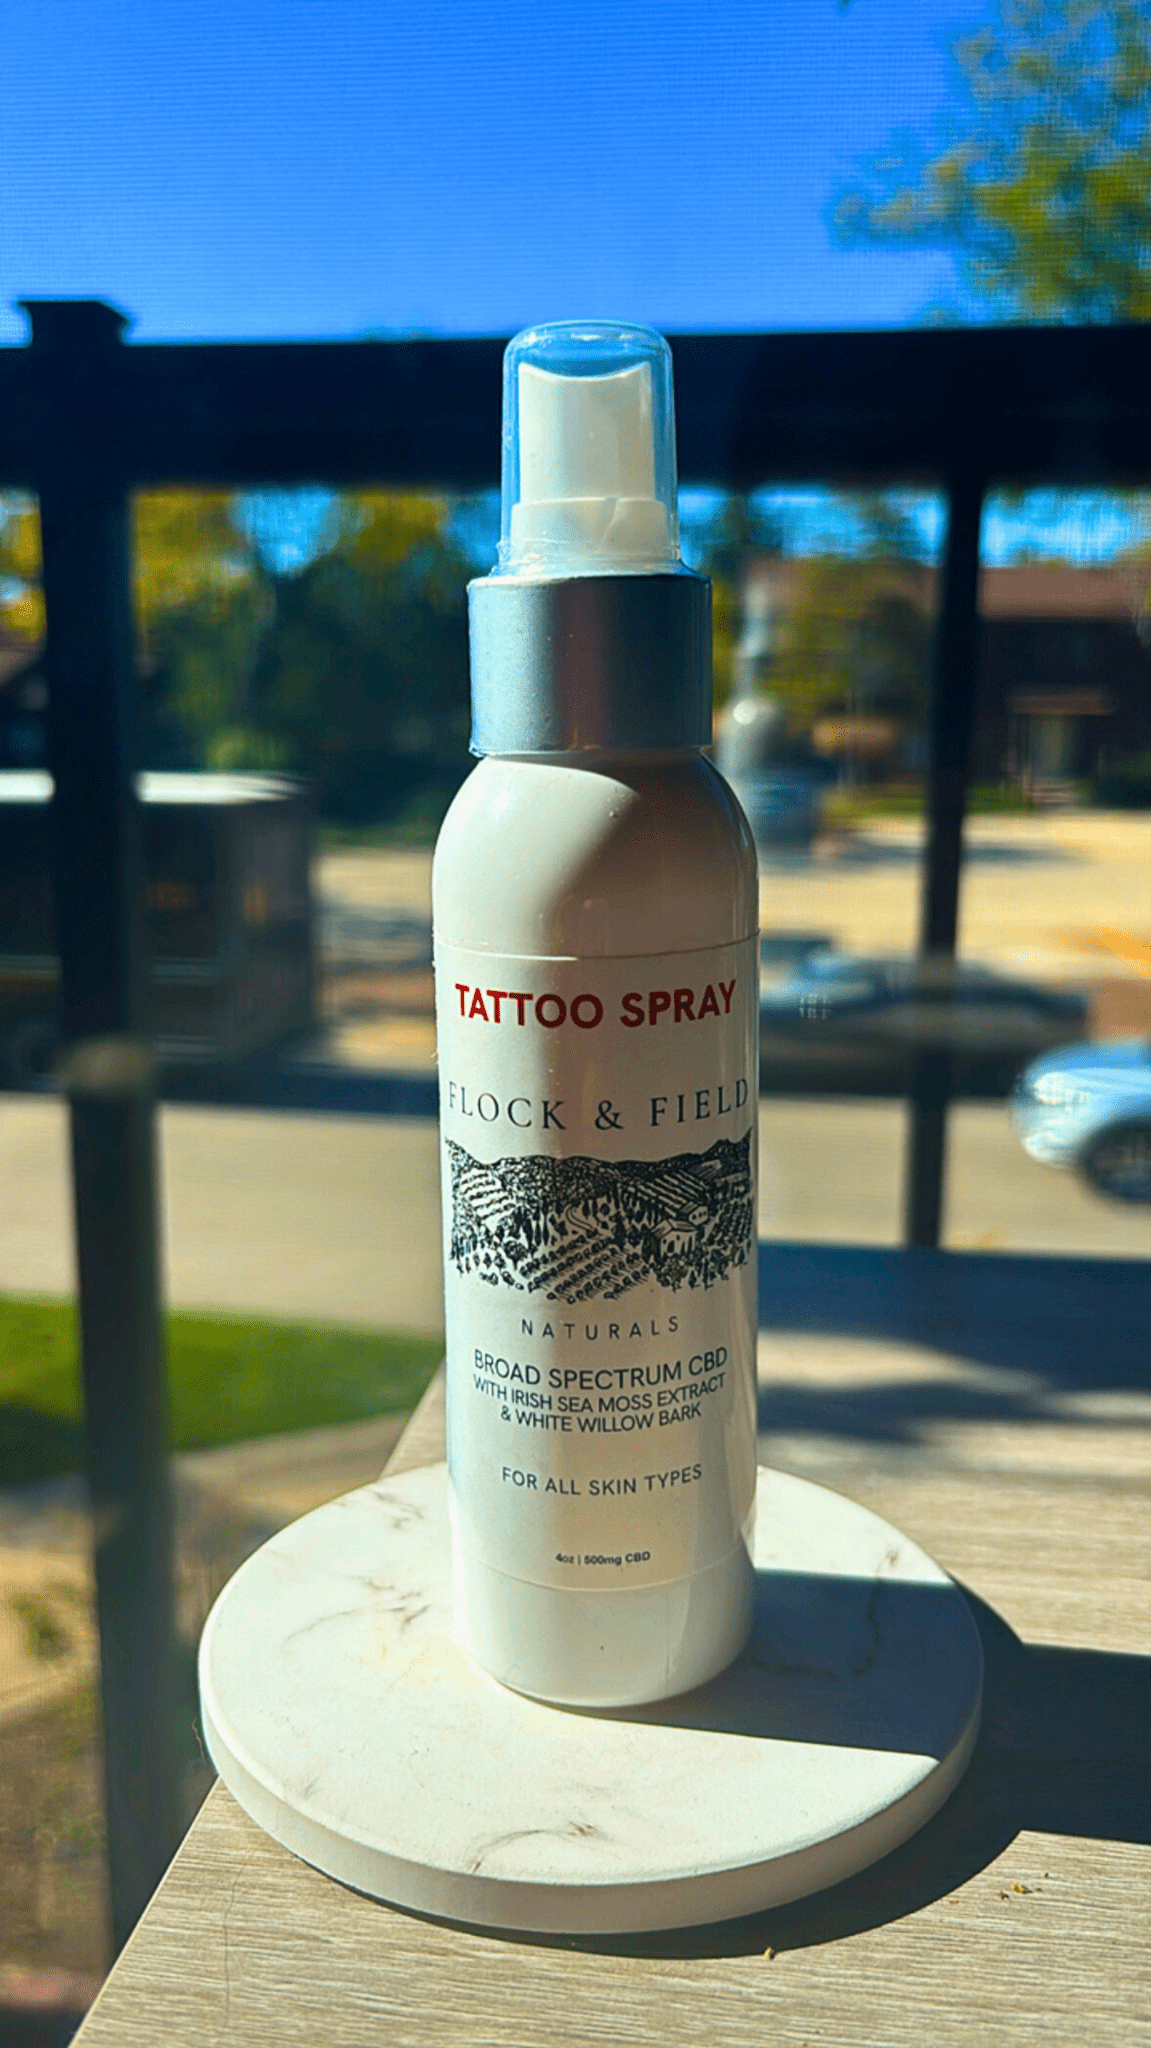 TATTOO SPRAY
FLOCK & FIELD
NATURALS
BROAD SPECTRUM CBD
WITH IRISH SEA MOSS EXTRACT
& WHITE WILLOW BARK
FOR ALL SKIN TYPES
4oz | 500mg CBD